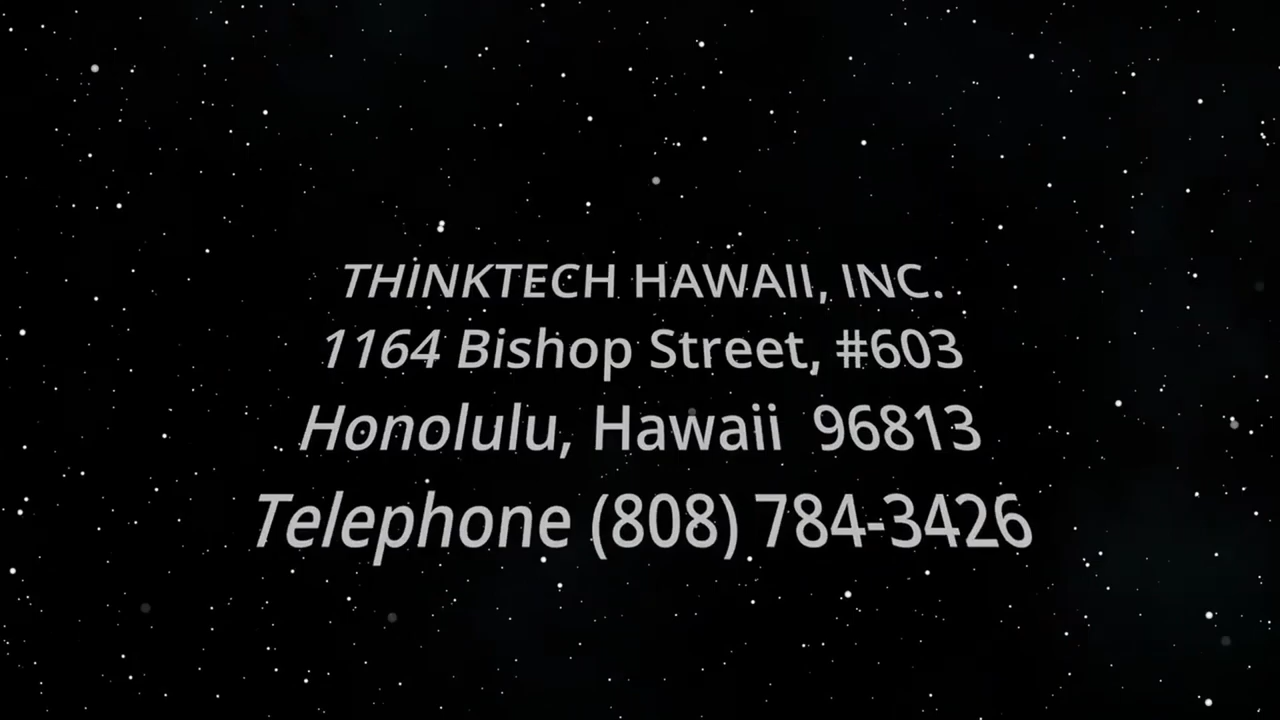 THINKTECH HAWAII, INC.
1164 Bishop Street, #603
Honolulu, Hawaii  96813
Telephone (808) 784-3426